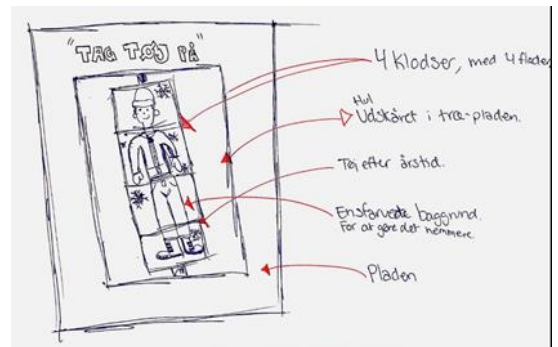 "TAG TØJ PÅ"
4 klodser, med 4 flader
Hul
Udskåret i træ-pladen.
Tøj efter årstid.
Ensfarvede baggrund.
For at gøre det nemmere.
Pladen